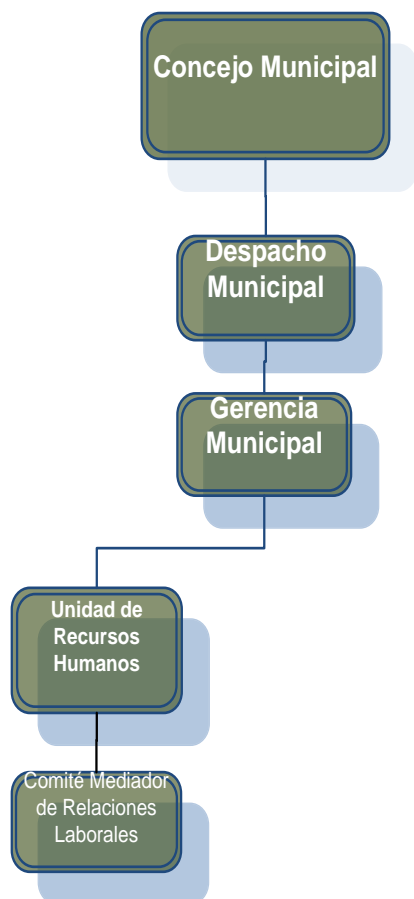 Concejo Municipal
Despacho
Municipal
Gerencia
Municipal
Unidad de
Recursos
Humanos
Comité Mediador
de Relaciones
Laborales